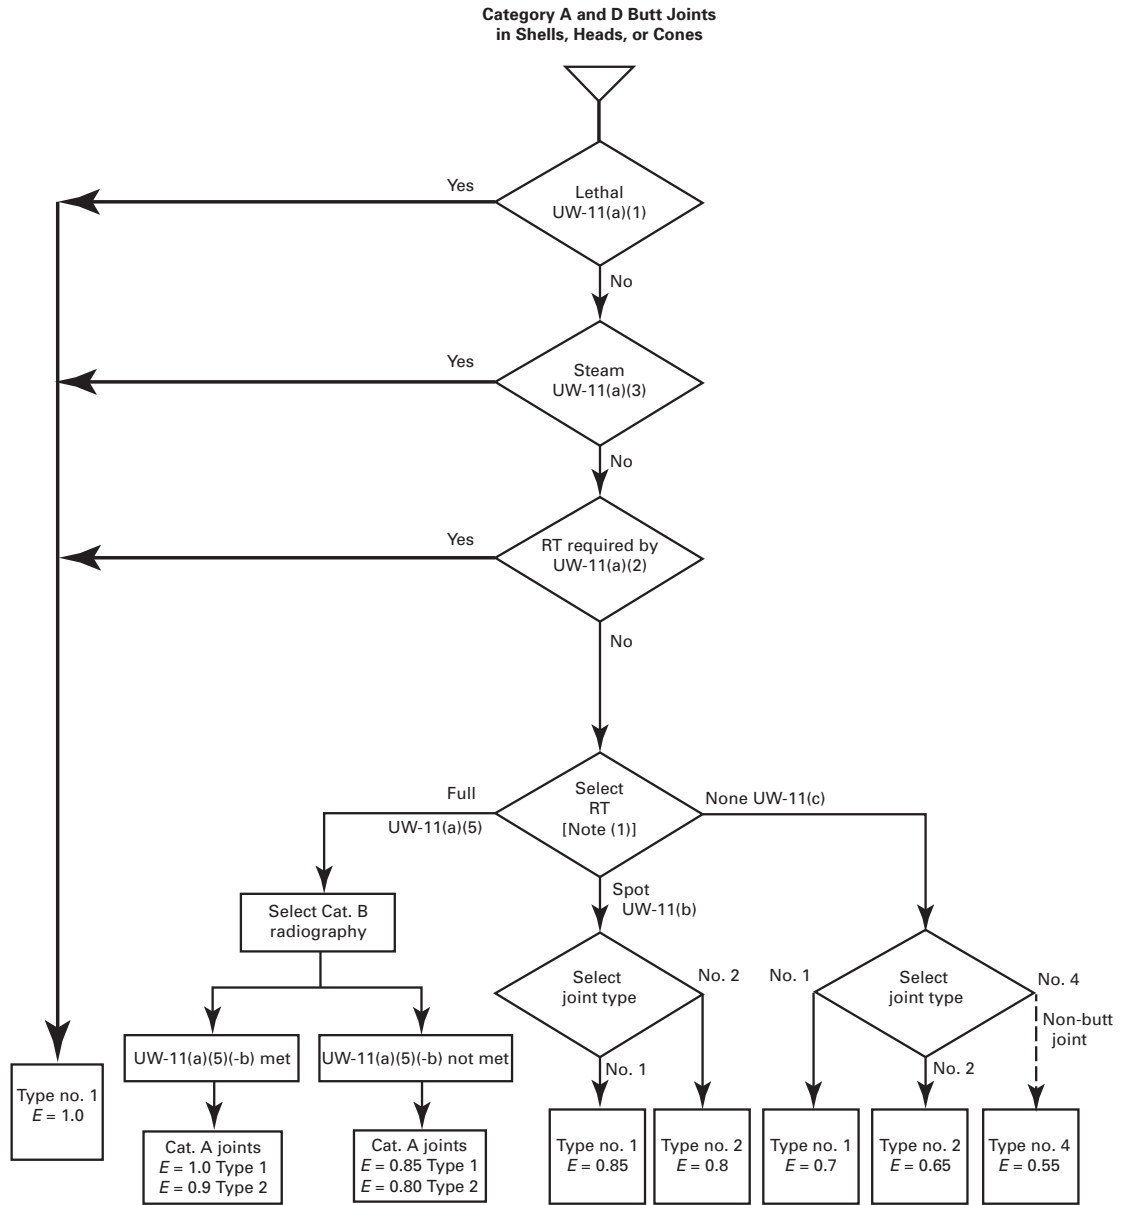 Category A and D Butt Joints
in Shells, Heads, or Cones
Lethal
UW-11(a)(1)
Yes
No
Steam
UW-11(a)(3)
Yes
No
RT required by
UW-11(a)(2)
Yes
No
Select
RT
[Note (1)]
Full
UW-11(a)(5)
None UW-11(c)
Spot
UW-11(b)
Select Cat. B
radiography
Select
joint type
No. 2
No. 1
No. 1
Select
joint type
No. 4
Non-butt
joint
No. 2
UW-11(a)(5)(-b) met
UW-11(a)(5)(-b) not met
Type no. 1
E = 1.0
Cat. A joints
E = 1.0 Type 1
E = 0.9 Type 2
Cat. A joints
E = 0.85 Type 1
E = 0.80 Type 2
Type no. 1
E = 0.85
Type no. 2
E = 0.8
Type no. 1
E = 0.7
Type no. 2
E = 0.65
Type no. 4
E = 0.55